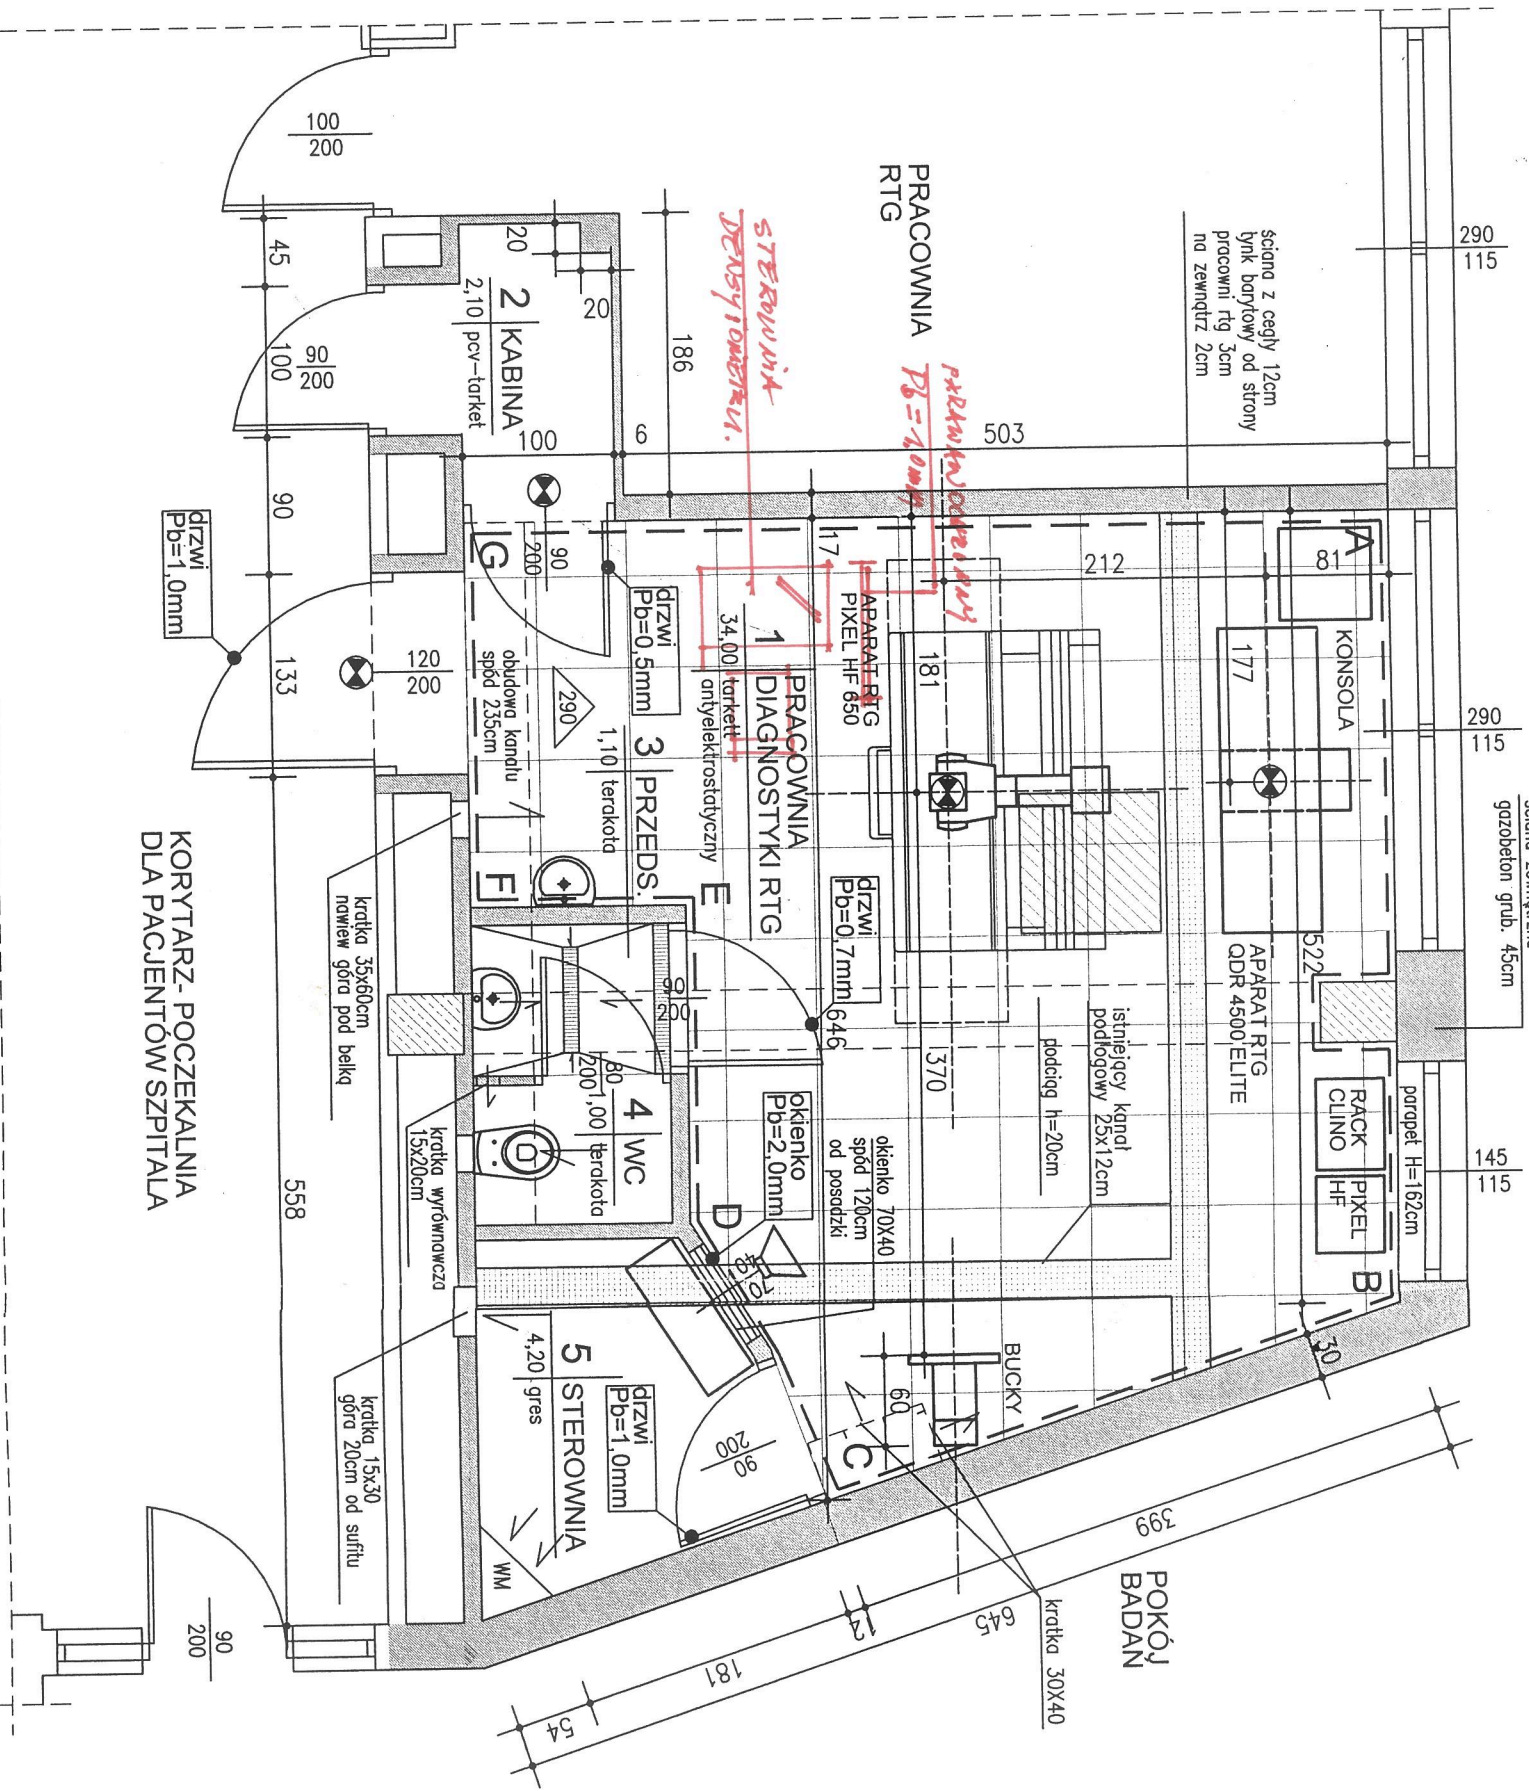 100
200
45
100
90
200
90
133
120
200
558
90
200
20
20
2 KABINA
2,10 pcv-tarket
186
6
100
503
PRACOWNIA
RTG
STEROWNIA
DENSYTOMETRU.
PARAWAN OCHRONNY
Pb=1,0mm
ściana z cegły 12cm
tynk barytowy od strony
pracowni rtg 3cm
na zewnątrz 2cm
290
115
290
115
145
115
gazobeton grub. 45cm
parapet H=162cm
A
81
212
17
KONSOLA
177
181
APARAT RTG
PIXEL HF 650
1 PRACOWNIA
DIAGNOSTYKI RTG
34,00 tarkett
antyelektrostatyczny
G
90
200
drzwi
Pb=0,5mm
drzwi
Pb=1,0mm
obudowa kanału
spód 235cm
290
3 PRZEDS.
1,10 terakota
F
E
522
APARAT RTG
QDR 4500 ELITE
RACK
CLINO
PIXEL
HF
B
drzwi
Pb=0,7mm
646
370
istniejący kanał
podłogowy 25x12cm
podciąg h=20cm
90
200
80
200
4 WC
1,00 terakota
okienko
Pb=2,0mm
okienko 70X40
spód 120cm
od posadzki
D
40
70
5 STEROWNIA
4,20 gres
drzwi
Pb=1,0mm
90
200
WM
BUCKY
60
C
30
399
645
12
181
54
POKÓJ
BADAŃ
kratka 30X40
KORYTARZ- POCZEKALNIA
DLA PACJENTÓW SZPITALA
kratka 35x60cm
nawiew góra pod belką
kratka wyrównawcza
15x20cm
kratka 15x30
góra 20cm od sufitu